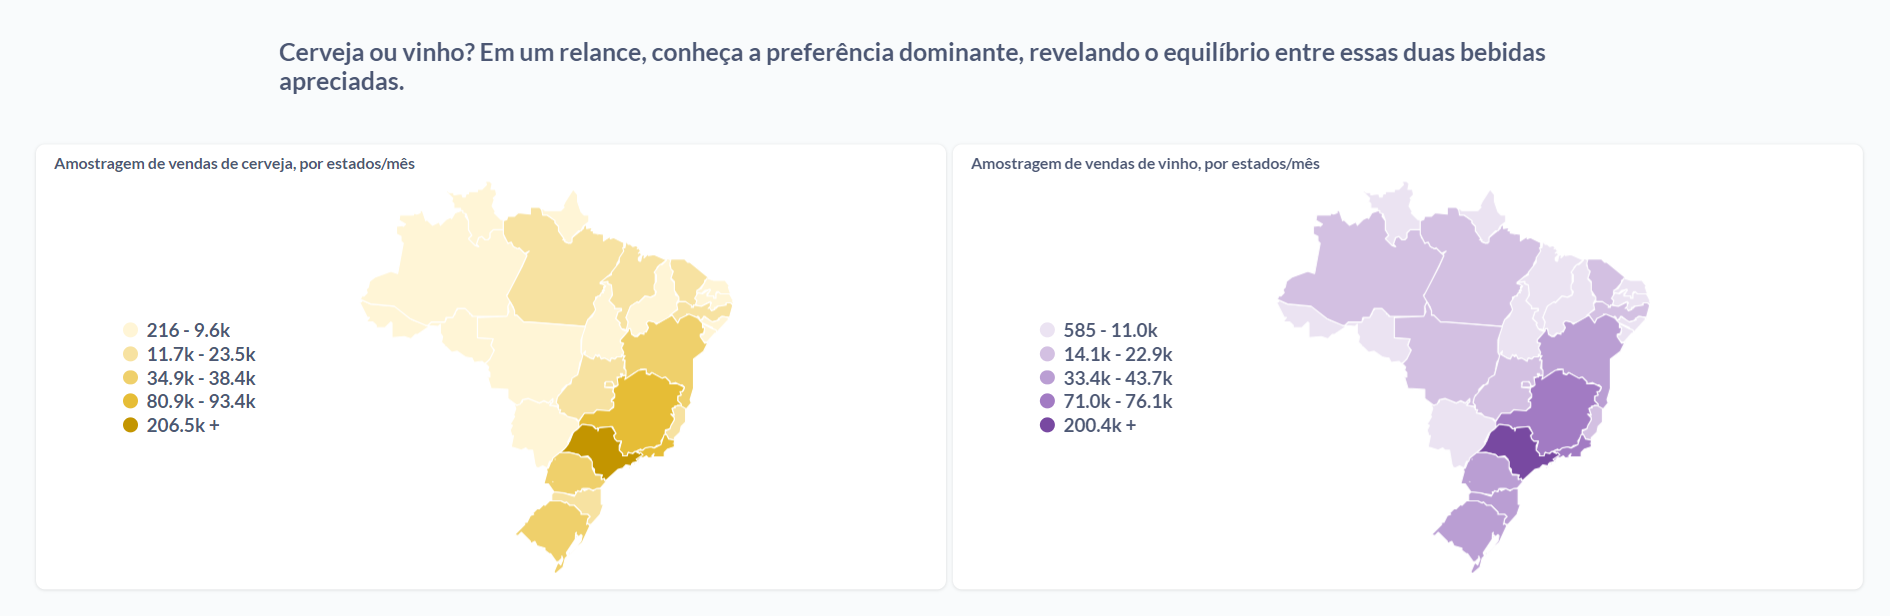 Cerveja ou vinho? Em um relance, conheça a preferência dominante, revelando o equilíbrio entre essas duas bebidas
apreciadas.
Amostragem de vendas de cerveja, por estados/mês
216 - 9.6k
11.7k - 23.5k
34.9k - 38.4k
80.9k - 93.4k
206.5k +
Amostragem de vendas de vinho, por estados/mês
585 - 11.0k
14.1k - 22.9k
33.4k - 43.7k
71.0k - 76.1k
200.4k +